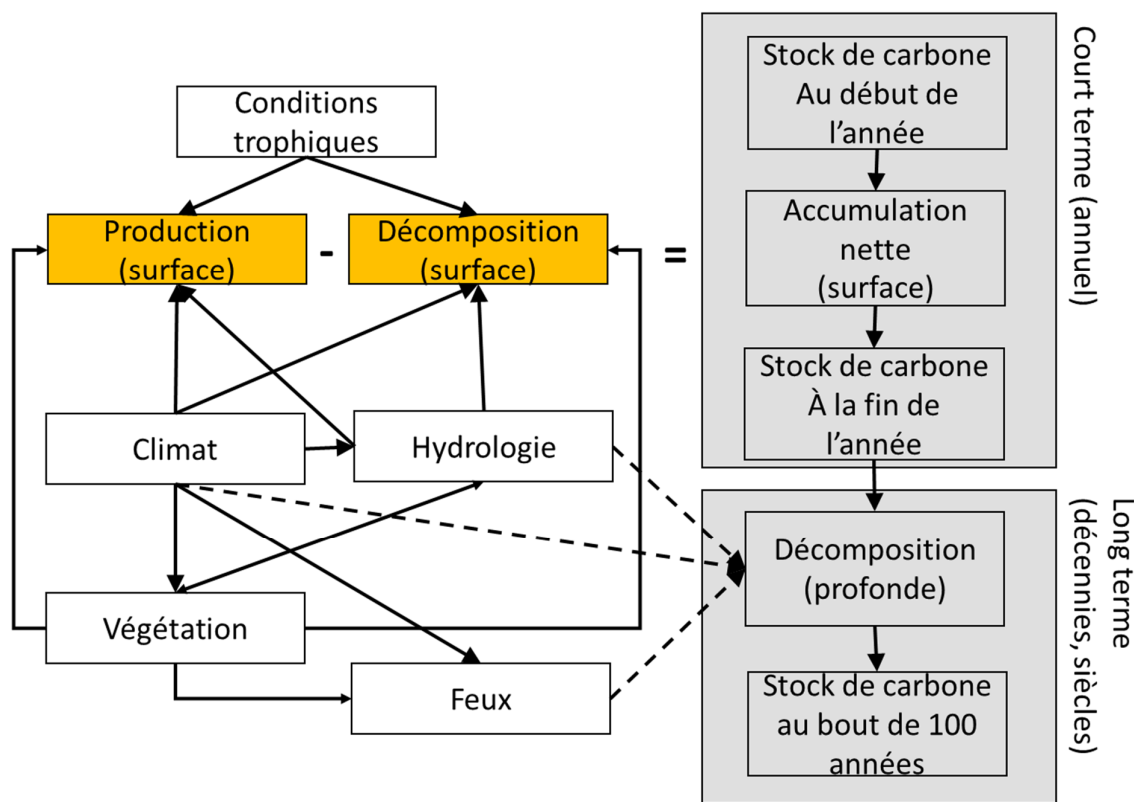 Conditions
trophiques
Production
(surface)
-
Décomposition
(surface)
=
Climat
Hydrologie
Végétation
Feux
Stock de carbone
Au début de
l’année
Accumulation
nette
(surface)
Stock de carbone
À la fin de
l’année
Court terme (annuel)
Décomposition
(profonde)
Stock de carbone
au bout de 100
années
Long terme
(décennies, siècles)